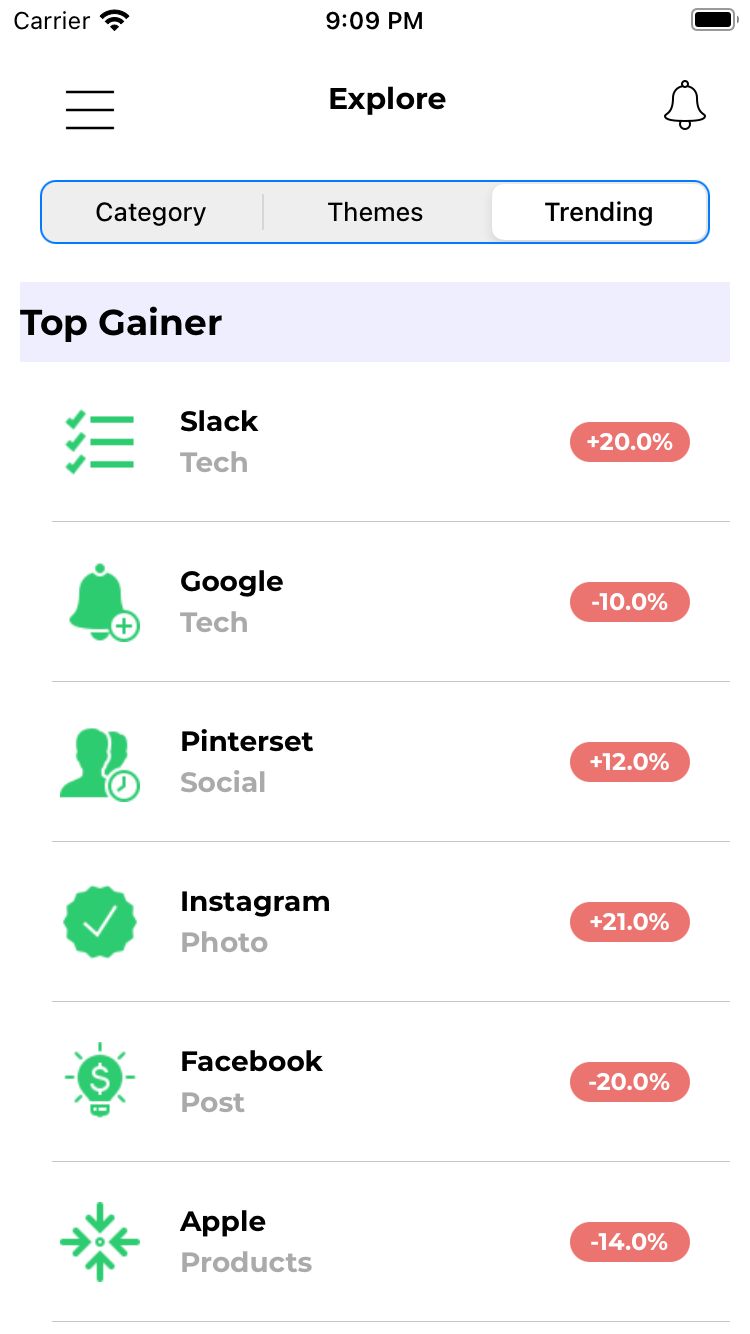 Carrier 9:09 PM
Explore
Category Themes Trending
Top Gainer
Slack
Tech
+20.0%
Google
Tech
-10.0%
Pinterset
Social
+12.0%
Instagram
Photo
+21.0%
Facebook
Post
-20.0%
Apple
Products
-14.0%